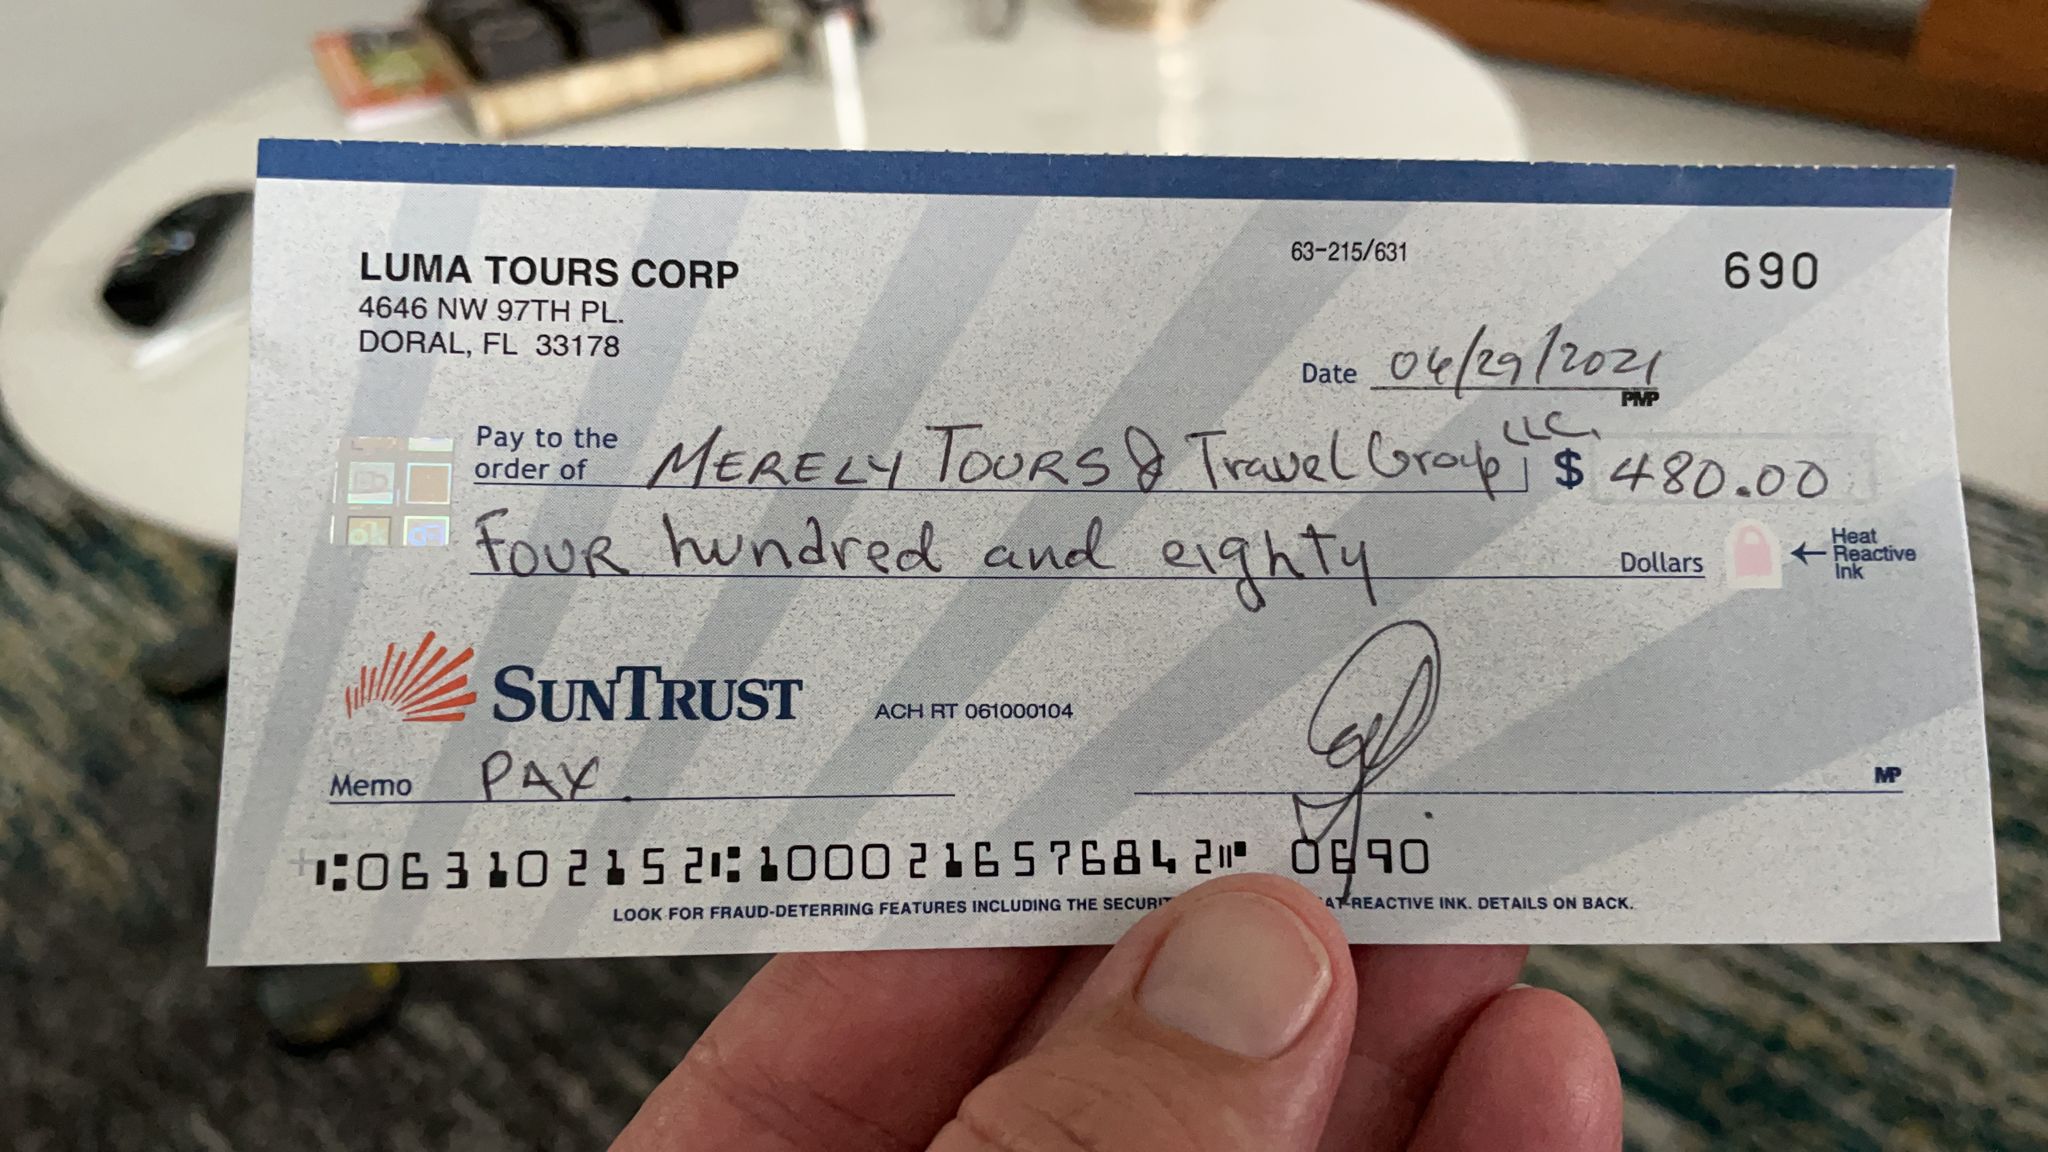 LUMA TOURS CORP
4646 NW 97TH PL.
DORAL, FL 33178
63-215/631
690
Date 06/29/2021
PMP
Pay to the order of MERELY TOURS & Travel Group LLC. $ 480.00
Four hundred and eighty Dollars
Heat Reactive Ink
SUNTRUST
ACH RT 061000104
Memo PAX.
MP
⑆063102152⑆1000216576842⑈ 0690
LOOK FOR FRAUD-DETERRING FEATURES INCLUDING THE REACTIVE INK. DETAILS ON BACK.